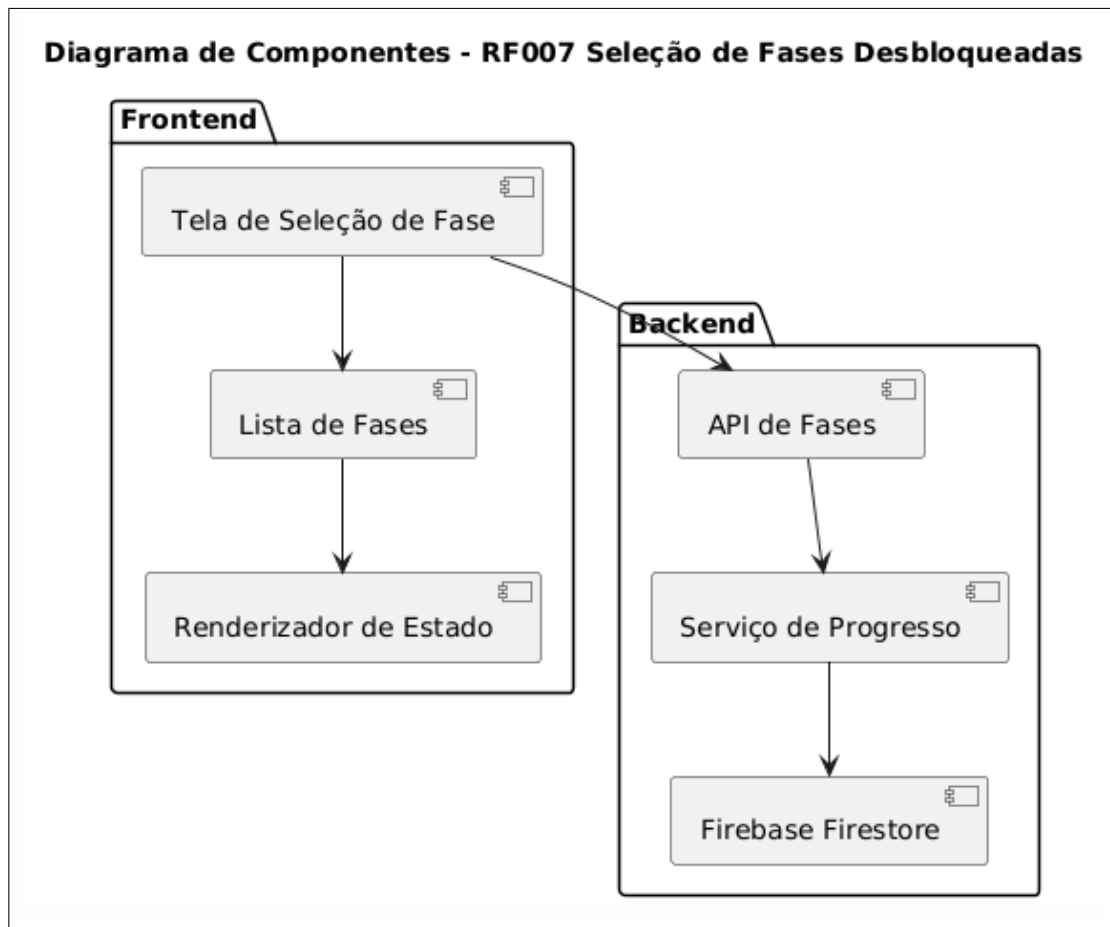 Diagrama de Componentes - RF007 Seleção de Fases Desbloqueadas
Frontend
Tela de Seleção de Fase
Lista de Fases
Renderizador de Estado
Backend
API de Fases
Serviço de Progresso
Firebase Firestore